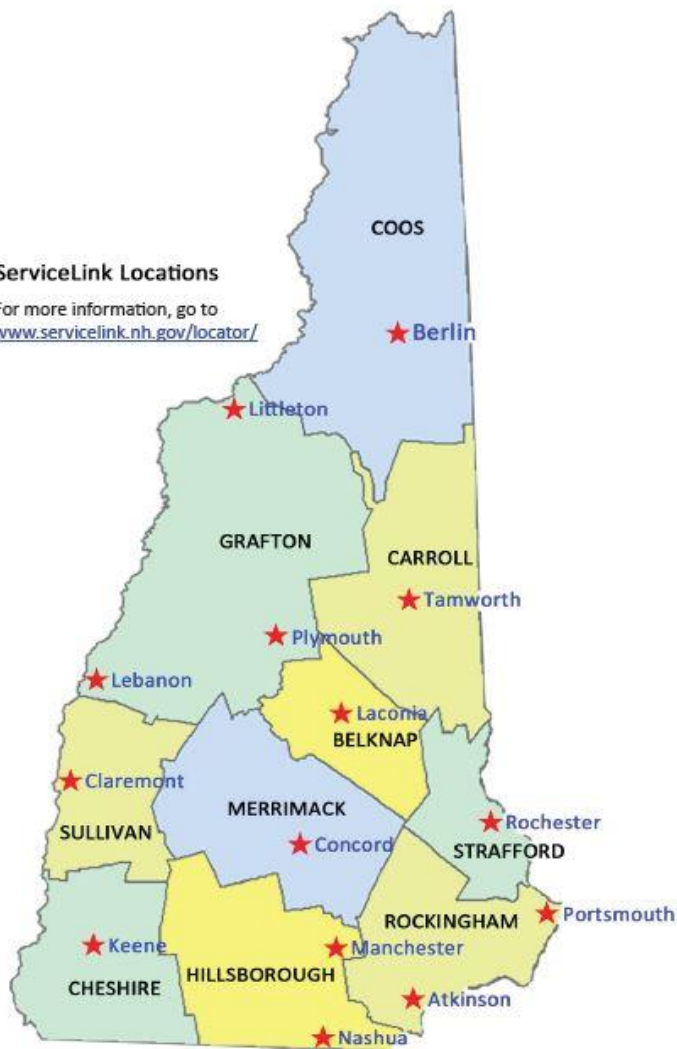 COOS
ServiceLink Locations
For more information, go to
www.servicelink.nh.gov/locator/
Berlin
Littleton
GRAFTON
CARROLL
Tamworth
Plymouth
Lebanon
Laconia
BELKNAP
Claremont
MERRIMACK
Rochester
SULLIVAN
Concord
STRAFFORD
ROCKINGHAM
Portsmouth
Keene
Manchester
HILLSBOROUGH
CHESHIRE
Atkinson
Nashua